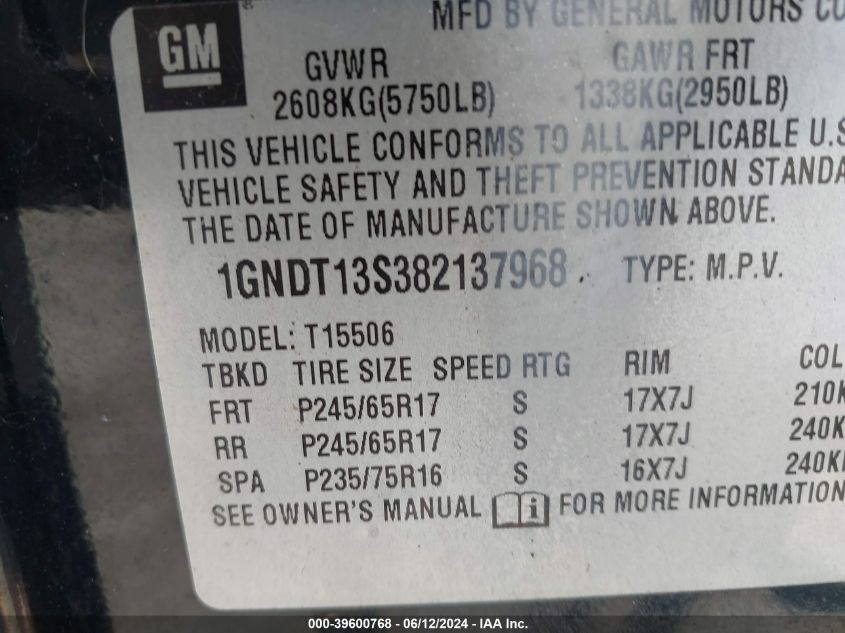 GM
MFD BY GENERAL MOTORS CO
GVWR GAWR FRT
2608KG(5750LB) 1338KG(2950LB)
THIS VEHICLE CONFORMS TO ALL APPLICABLE U.S
VEHICLE SAFETY AND THEFT PREVENTION STANDA
THE DATE OF MANUFACTURE SHOWN ABOVE.
1GNDT13S382137968 TYPE: M.P.V.
MODEL: T15506
TBKD TIRE SIZE SPEED RTG RIM COL
FRT P245/65R17 S 17X7J 210K
RR P245/65R17 S 17X7J 240K
SPA P235/75R16 S 16X7J 240K
SEE OWNER'S MANUAL i FOR MORE INFORMATION
000-39600768 - 06/12/2024 - IAA Inc.